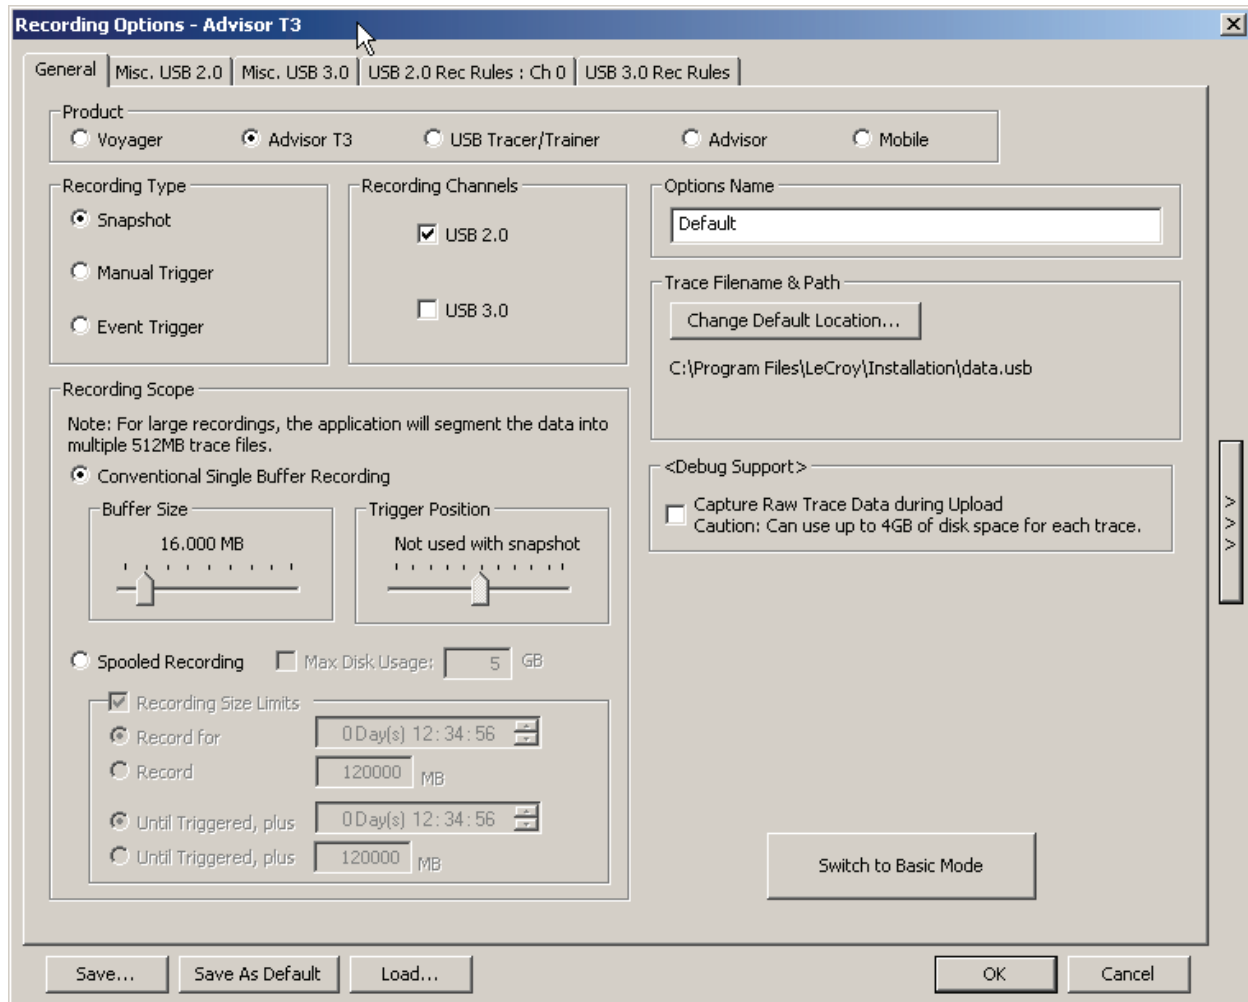 Recording Options - Advisor T3
General
Misc. USB 2.0
Misc. USB 3.0
USB 2.0 Rec Rules : Ch 0
USB 3.0 Rec Rules
Product
Voyager
Advisor T3
USB Tracer/Trainer
Advisor
Mobile
Recording Type
Snapshot
Manual Trigger
Event Trigger
Recording Channels
USB 2.0
USB 3.0
Options Name
Default
Trace Filename & Path
Change Default Location...
C:\Program Files\LeCroy\Installation\data.usb
Recording Scope
Note: For large recordings, the application will segment the data into
multiple 512MB trace files.
Conventional Single Buffer Recording
Buffer Size
16.000 MB
Trigger Position
Not used with snapshot
Spooled Recording
Max Disk Usage:
5
GB
Recording Size Limits
Record for
0 Day(s) 12 : 34 : 56
Record
120000
MB
Until Triggered, plus
0 Day(s) 12 : 34 : 56
Until Triggered, plus
120000
MB
<Debug Support>
Capture Raw Trace Data during Upload
Caution: Can use up to 4GB of disk space for each trace.
>
>
>
Switch to Basic Mode
Save...
Save As Default
Load...
OK
Cancel